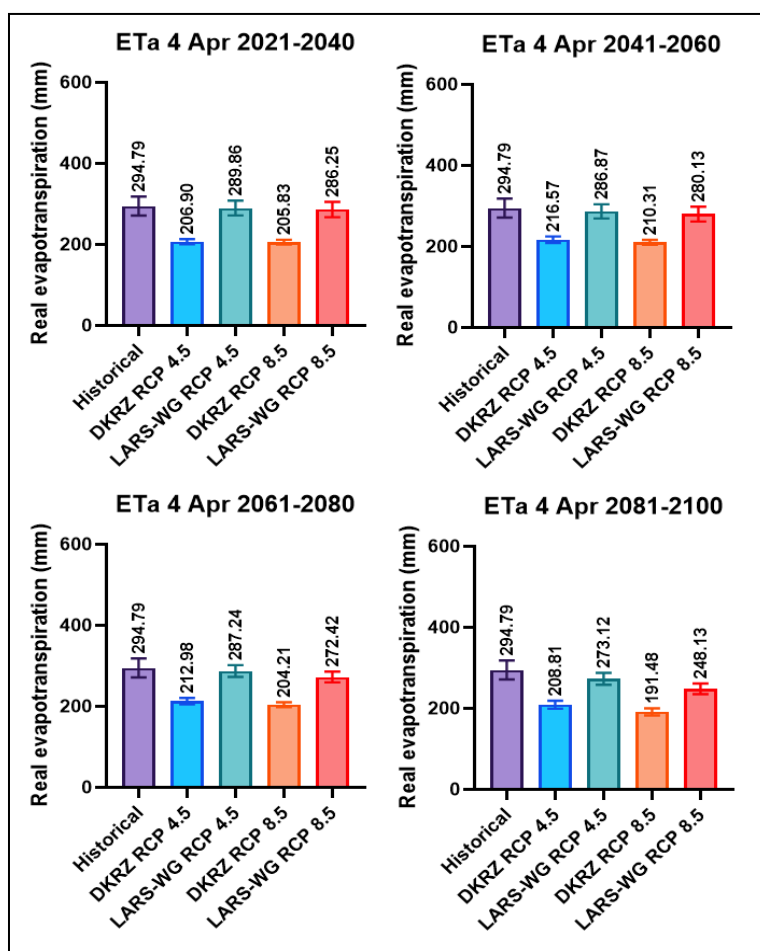 ETa 4 Apr 2021-2040
Real evapotranspiration (mm)
600
400
200
0
294.79
206.90
289.86
205.83
286.25
Historical
DKRZ RCP 4.5
LARS-WG RCP 4.5
DKRZ RCP 8.5
LARS-WG RCP 8.5
ETa 4 Apr 2041-2060
Real evapotranspiration (mm)
600
400
200
0
294.79
216.57
286.87
210.31
280.13
Historical
DKRZ RCP 4.5
LARS-WG RCP 4.5
DKRZ RCP 8.5
LARS-WG RCP 8.5
ETa 4 Apr 2061-2080
Real evapotranspiration (mm)
600
400
200
0
294.79
212.98
287.24
204.21
272.42
Historical
DKRZ RCP 4.5
LARS-WG RCP 4.5
DKRZ RCP 8.5
LARS-WG RCP 8.5
ETa 4 Apr 2081-2100
Real evapotranspiration (mm)
600
400
200
0
294.79
208.81
273.12
191.48
248.13
Historical
DKRZ RCP 4.5
LARS-WG RCP 4.5
DKRZ RCP 8.5
LARS-WG RCP 8.5